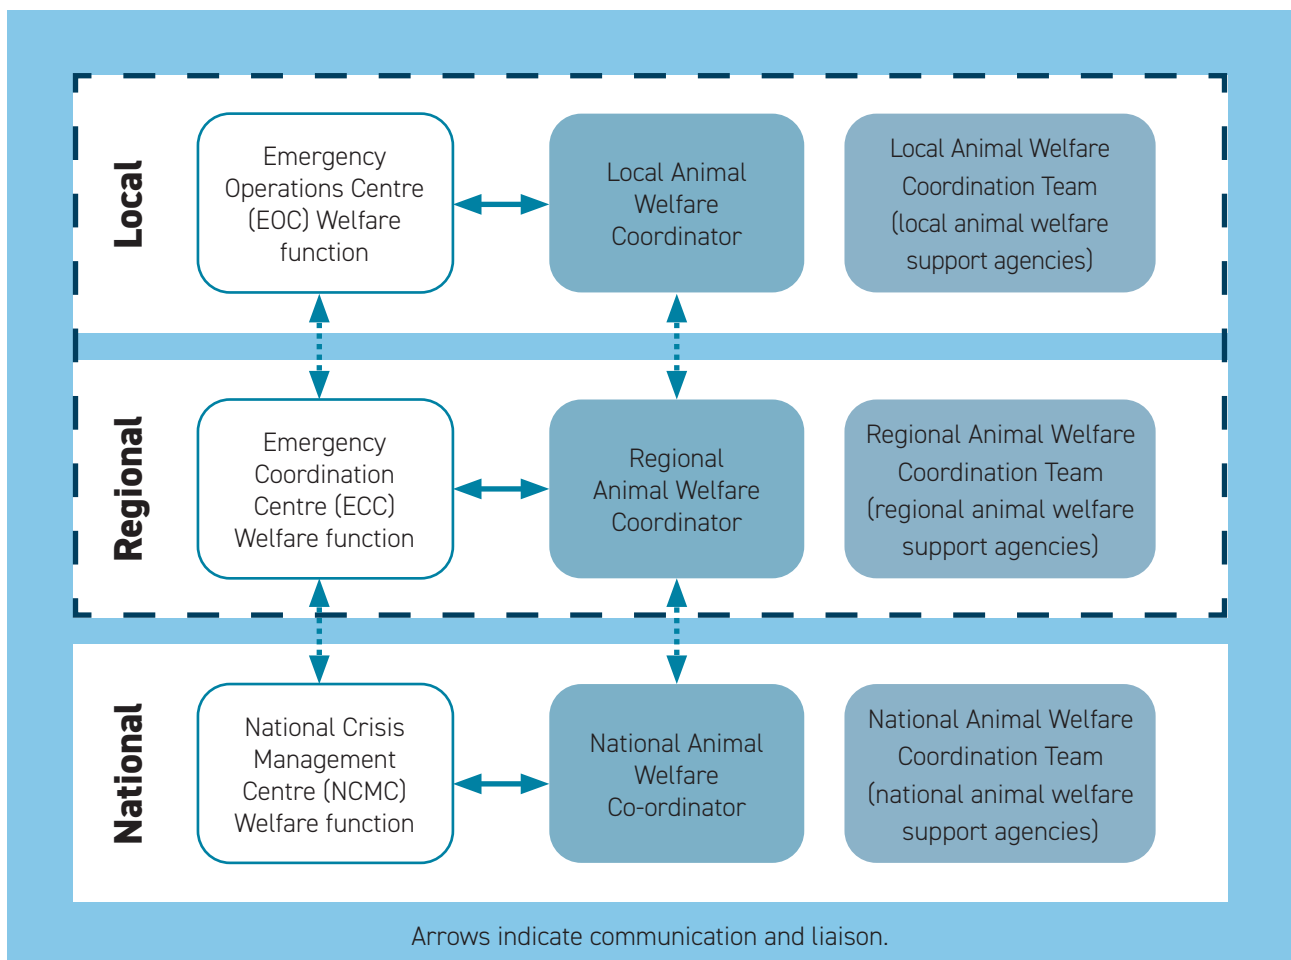 Local
Emergency
Operations Centre
(EOC) Welfare
function
Local Animal
Welfare
Coordinator
Local Animal Welfare
Coordination Team
(local animal welfare
support agencies)
Regional
Emergency
Coordination
Centre (ECC)
Welfare function
Regional
Animal Welfare
Coordinator
Regional Animal Welfare
Coordination Team
(regional animal welfare
support agencies)
National
National Crisis
Management
Centre (NCMC)
Welfare function
National Animal
Welfare
Co-ordinator
National Animal Welfare
Coordination Team
(national animal welfare
support agencies)
Arrows indicate communication and liaison.